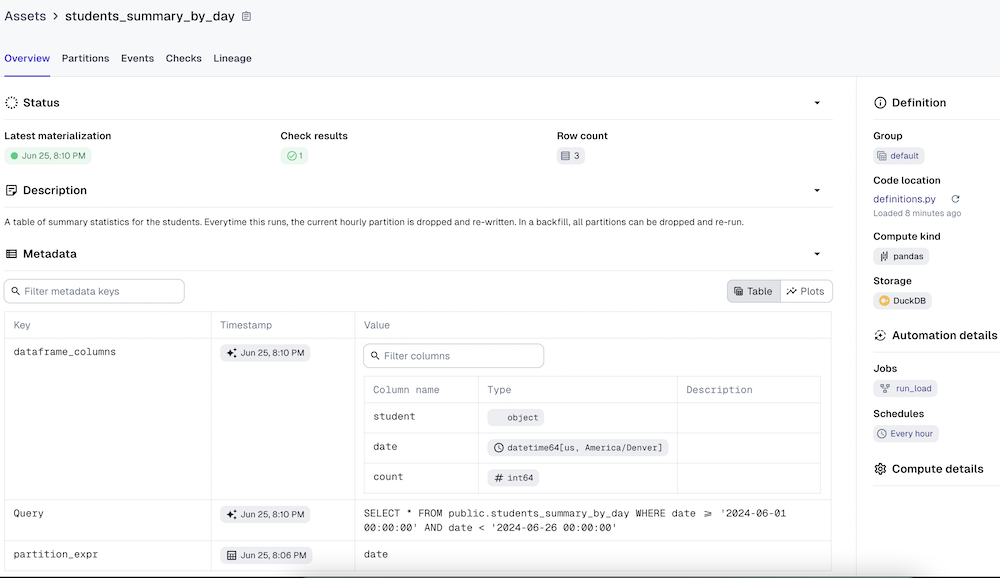 Assets > students_summary_by_day
Overview Partitions Events Checks Lineage
Status
Latest materialization Check results Row count
Jun 25, 8:10 PM 1 3
Description
A table of summary statistics for the students. Everytime this runs, the current hourly partition is dropped and re-written. In a backfill, all partitions can be dropped and re-run.
Metadata
Filter metadata keys Table Plots
Key Timestamp Value
dataframe_columns Jun 25, 8:10 PM Filter columns
Column name Type Description
student object
date datetime64[us, America/Denver]
count # int64
Query Jun 25, 8:10 PM SELECT * FROM public.students_summary_by_day WHERE date >= '2024-06-01
00:00:00' AND date < '2024-06-26 00:00:00'
partition_expr Jun 25, 8:06 PM date
Definition
Group
default
Code location
definitions.py
Loaded 8 minutes ago
Compute kind
pandas
Storage
DuckDB
Automation details
Jobs
run_load
Schedules
Every hour
Compute details